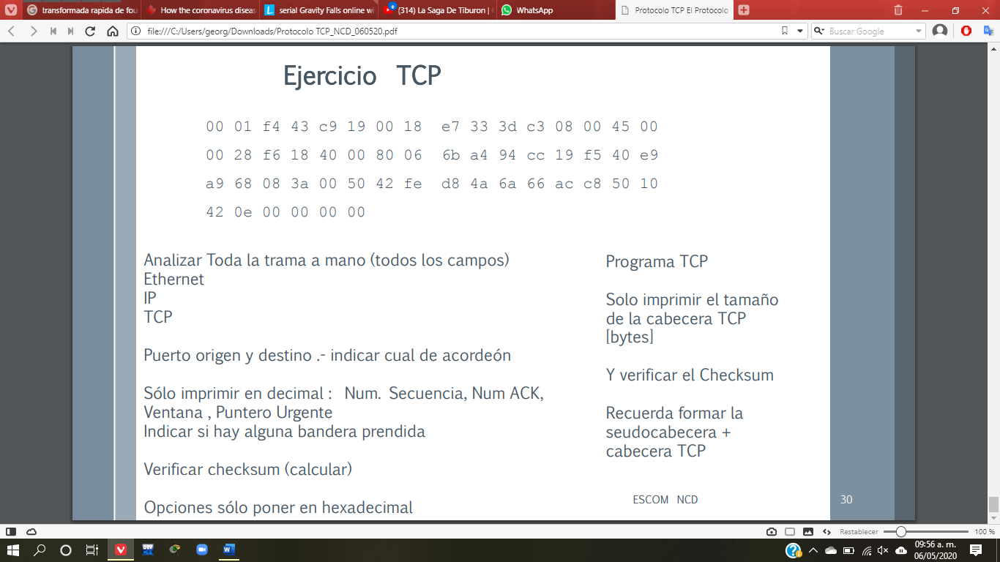 transformada rapida de fou
How the coronavirus diseas
serial Gravity Falls online wi
(314) La Saga De Tiburon |
WhatsApp
Protocolo TCP El Protocolo
file:///C:/Users/georg/Downloads/Protocolo TCP_NCD_060520.pdf
Buscar Google
Ejercicio TCP
00 01 f4 43 c9 19 00 18 e7 33 3d c3 08 00 45 00
00 28 f6 18 40 00 80 06 6b a4 94 cc 19 f5 40 e9
a9 68 08 3a 00 50 42 fe d8 4a 6a 66 ac c8 50 10
42 0e 00 00 00 00
Analizar Toda la trama a mano (todos los campos)
Ethernet
IP
TCP
Puerto origen y destino .- indicar cual de acordeón
Sólo imprimir en decimal : Num. Secuencia, Num ACK,
Ventana , Puntero Urgente
Indicar si hay alguna bandera prendida
Verificar checksum (calcular)
Opciones sólo poner en hexadecimal
Programa TCP
Solo imprimir el tamaño
de la cabecera TCP
[bytes]
Y verificar el Checksum
Recuerda formar la
seudocabecera +
cabecera TCP
ESCOM NCD
30
Restablecer
100 %
09:56 a. m.
06/05/2020